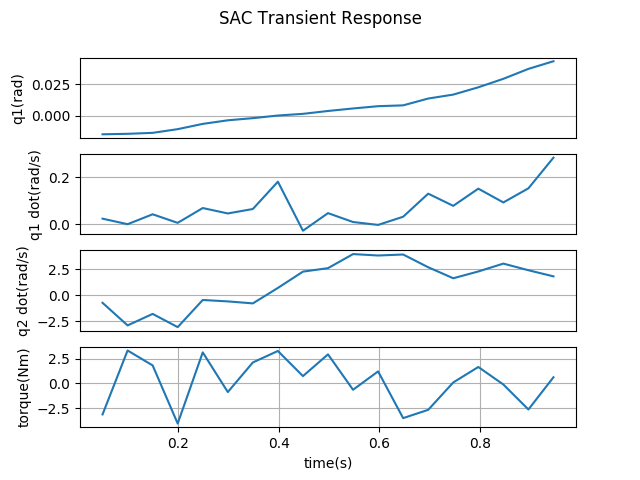 SAC Transient Response
q1(rad)
0.025
0.000
q1 dot(rad/s)
0.2
0.0
q2 dot(rad/s)
2.5
0.0
−2.5
torque(Nm)
2.5
0.0
−2.5
0.2 0.4 0.6 0.8
time(s)